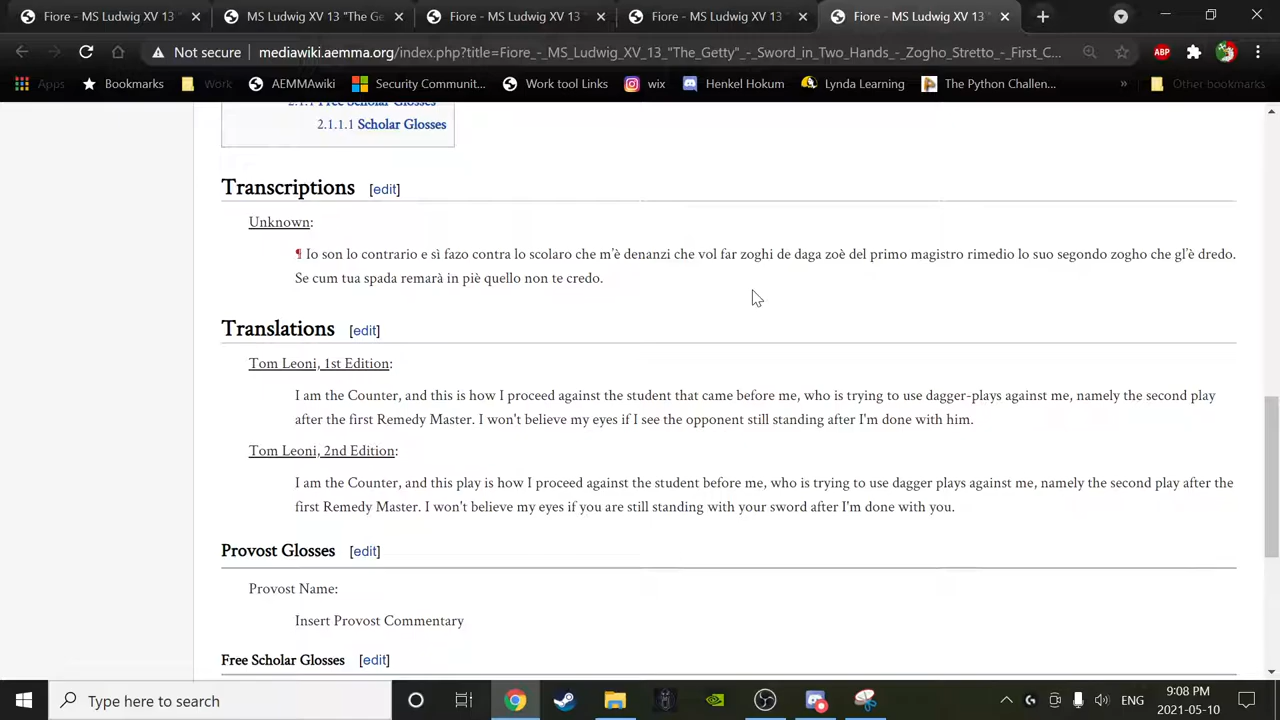 Fiore - MS Ludwig XV 13
MS Ludwig XV 13 "The Ge
Fiore - MS Ludwig XV 13
Fiore - MS Ludwig XV 13
Fiore - MS Ludwig XV 13
Not secure
mediawiki.aemma.org/index.php?title=Fiore_-_MS_Ludwig_XV_13_"The_Getty"_-_Sword_in_Two_Hands_-_Zogho_Stretto_-_First_C...
ABP
Apps
Bookmarks
Work
AEMMAwiki
Security Communit...
Work tool Links
wix
Henkel Hokum
Lynda Learning
The Python Challen...
»
Other bookmarks
2.1.1 Free Scholar Glosses
2.1.1.1 Scholar Glosses
Transcriptions [edit]
Unknown:
¶ Io son lo contrario e sì fazo contra lo scolaro che m'è denanzi che vol far zoghi de daga zoè del primo magistro rimedio lo suo segondo zogho che gl'è dredo.
Se cum tua spada remarà in piè quello non te credo.
Translations [edit]
Tom Leoni, 1st Edition:
I am the Counter, and this is how I proceed against the student that came before me, who is trying to use dagger-plays against me, namely the second play
after the first Remedy Master. I won't believe my eyes if I see the opponent still standing after I'm done with him.
Tom Leoni, 2nd Edition:
I am the Counter, and this play is how I proceed against the student before me, who is trying to use dagger plays against me, namely the second play after the
first Remedy Master. I won't believe my eyes if you are still standing with your sword after I'm done with you.
Provost Glosses [edit]
Provost Name:
Insert Provost Commentary
Free Scholar Glosses [edit]
Type here to search
ENG
9:08 PM
2021-05-10